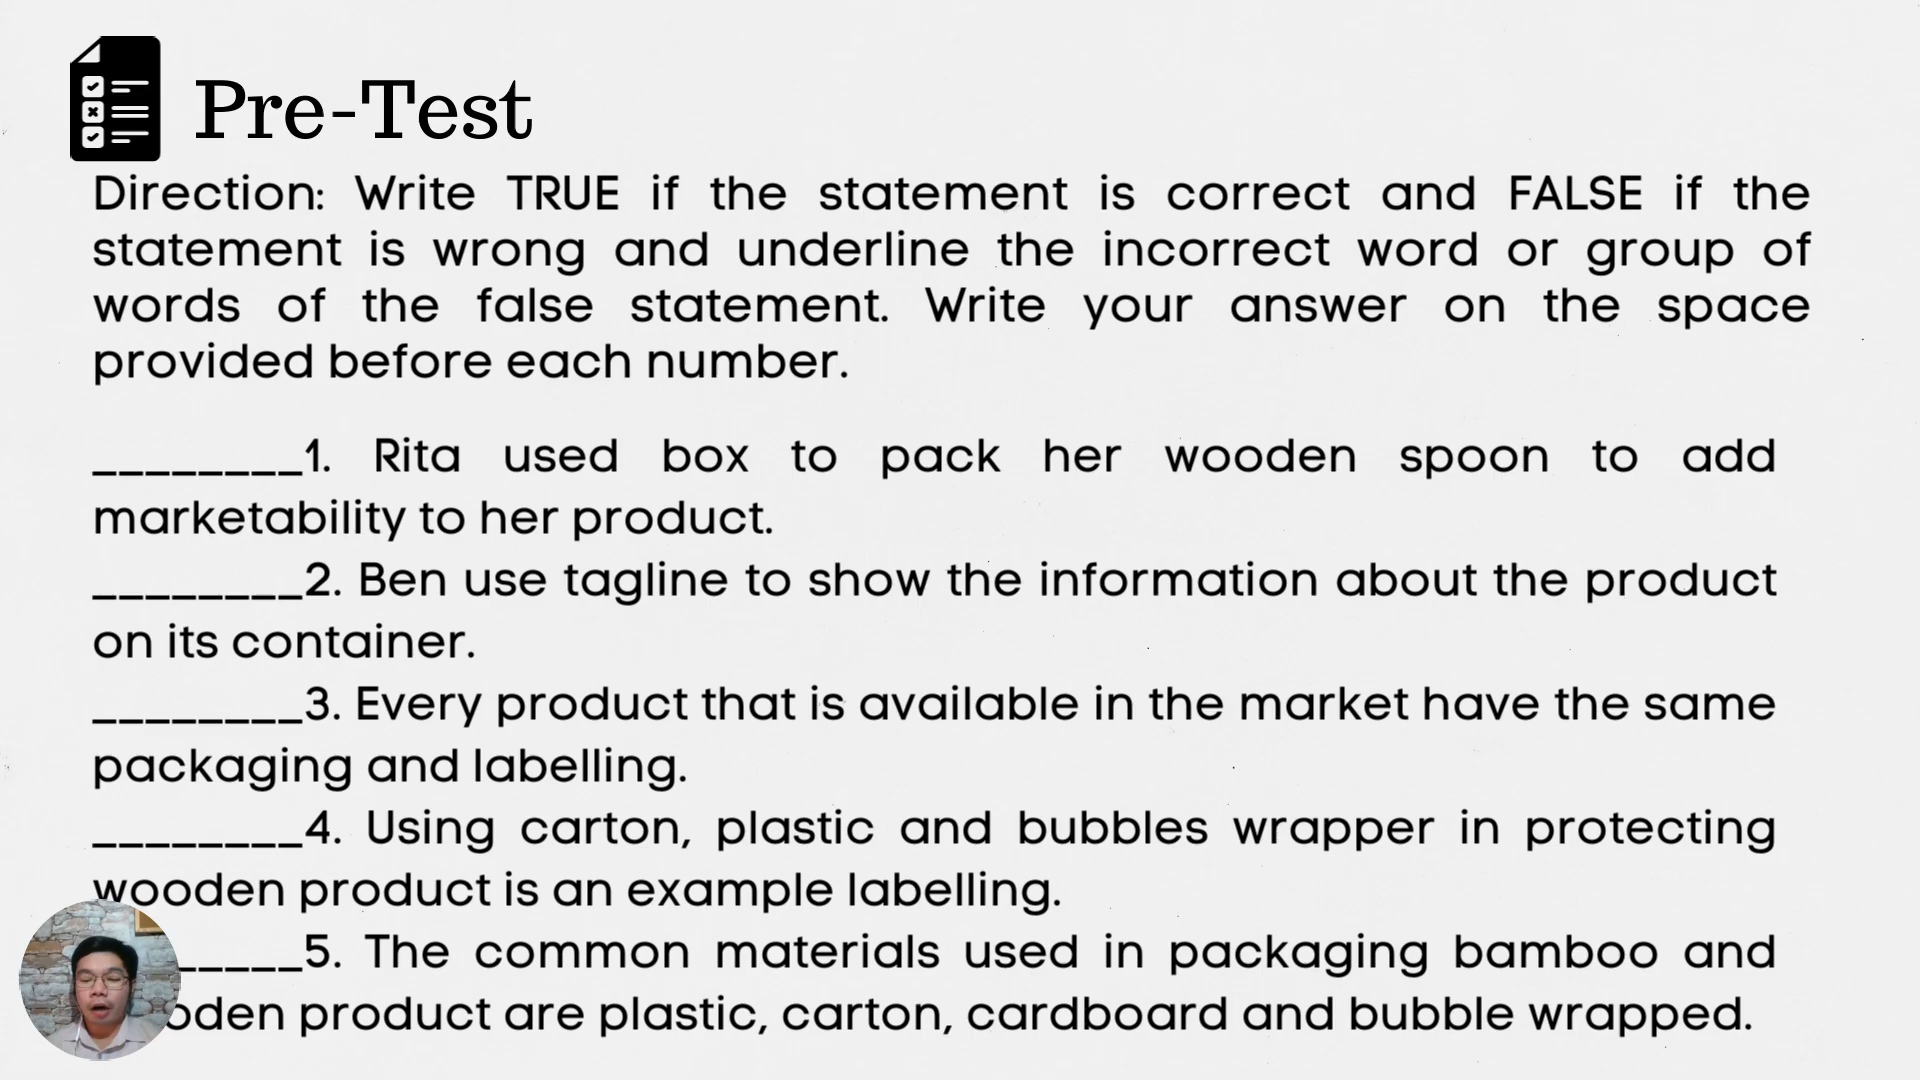 Pre-Test
Direction: Write TRUE if the statement is correct and FALSE if the
statement is wrong and underline the incorrect word or group of
words of the false statement. Write your answer on the space
provided before each number.
________1. Rita used box to pack her wooden spoon to add
marketability to her product.
________2. Ben use tagline to show the information about the product
on its container.
________3. Every product that is available in the market have the same
packaging and labelling.
________4. Using carton, plastic and bubbles wrapper in protecting
wooden product is an example labelling.
_____5. The common materials used in packaging bamboo and
product are plastic, carton, cardboard and bubble wrapped.